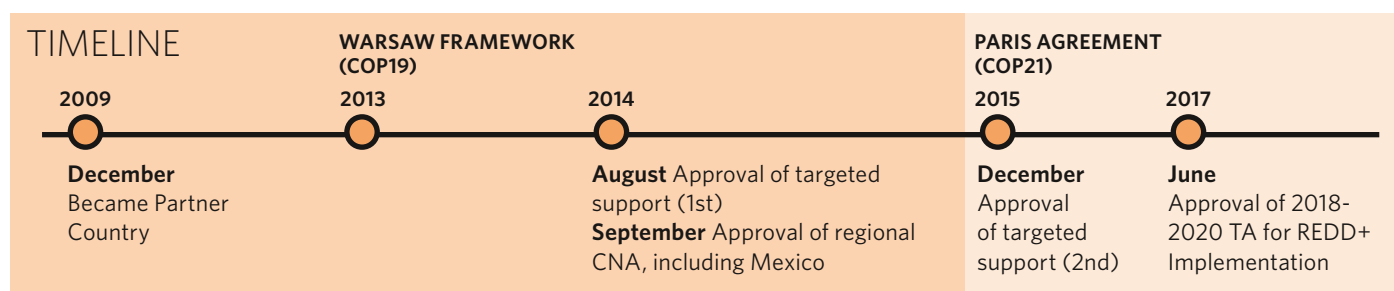 TIMELINE
WARSAW FRAMEWORK
(COP19)
PARIS AGREEMENT
(COP21)
2009
2013
2014
2015
2017
December
Became Partner
Country
August Approval of targeted
support (1st)
September Approval of regional
CNA, including Mexico
December
Approval
of targeted
support (2nd)
June
Approval of 2018-
2020 TA for REDD+
Implementation